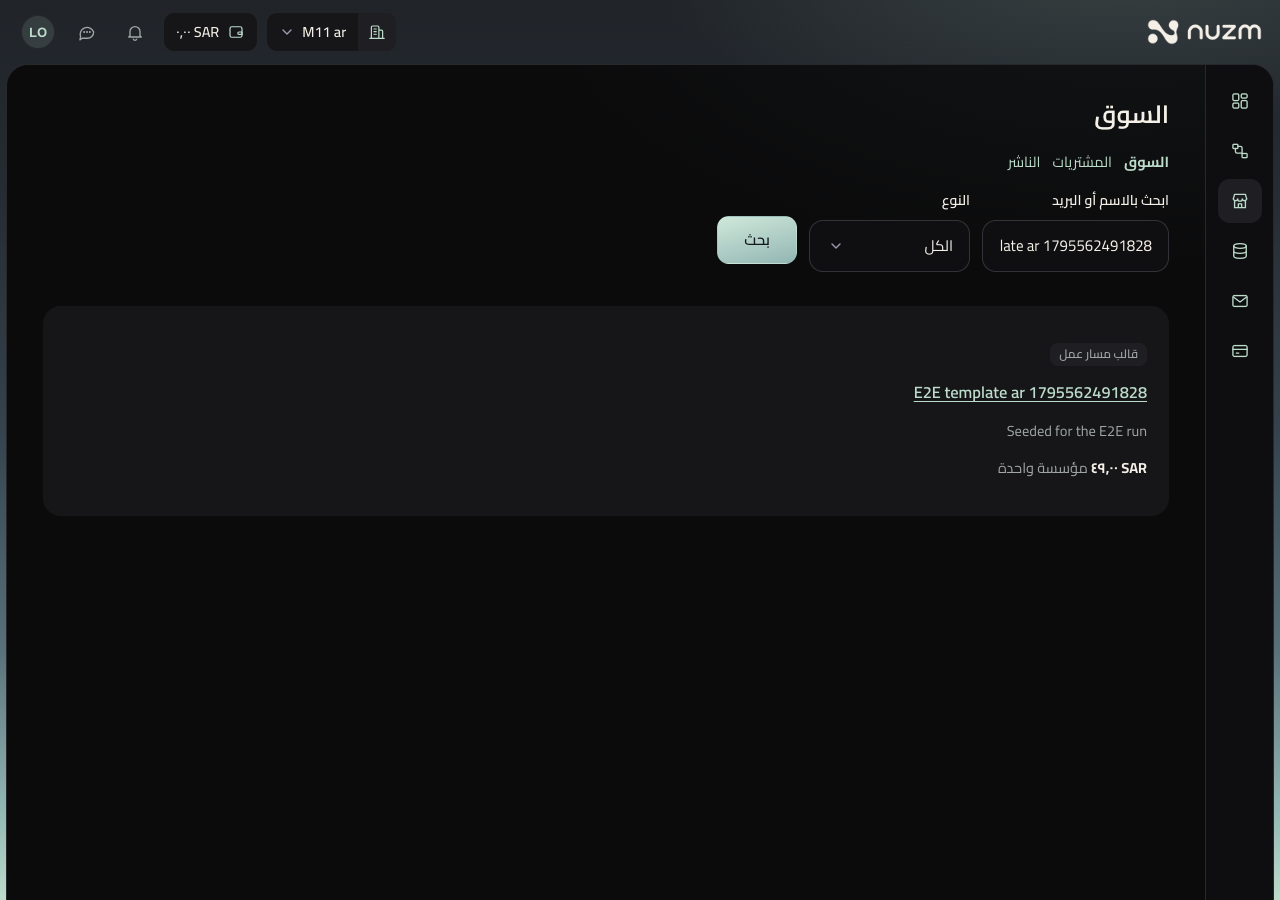 nuzm
M11 ar
٠,٠٠ SAR
LO
السوق
السوق المشتريات الناشر
ابحث بالاسم أو البريد
late ar 1795562491828
النوع
الكل
بحث
قالب مسار عمل
E2E template ar 1795562491828
Seeded for the E2E run
٤٩,٠٠ SAR مؤسسة واحدة